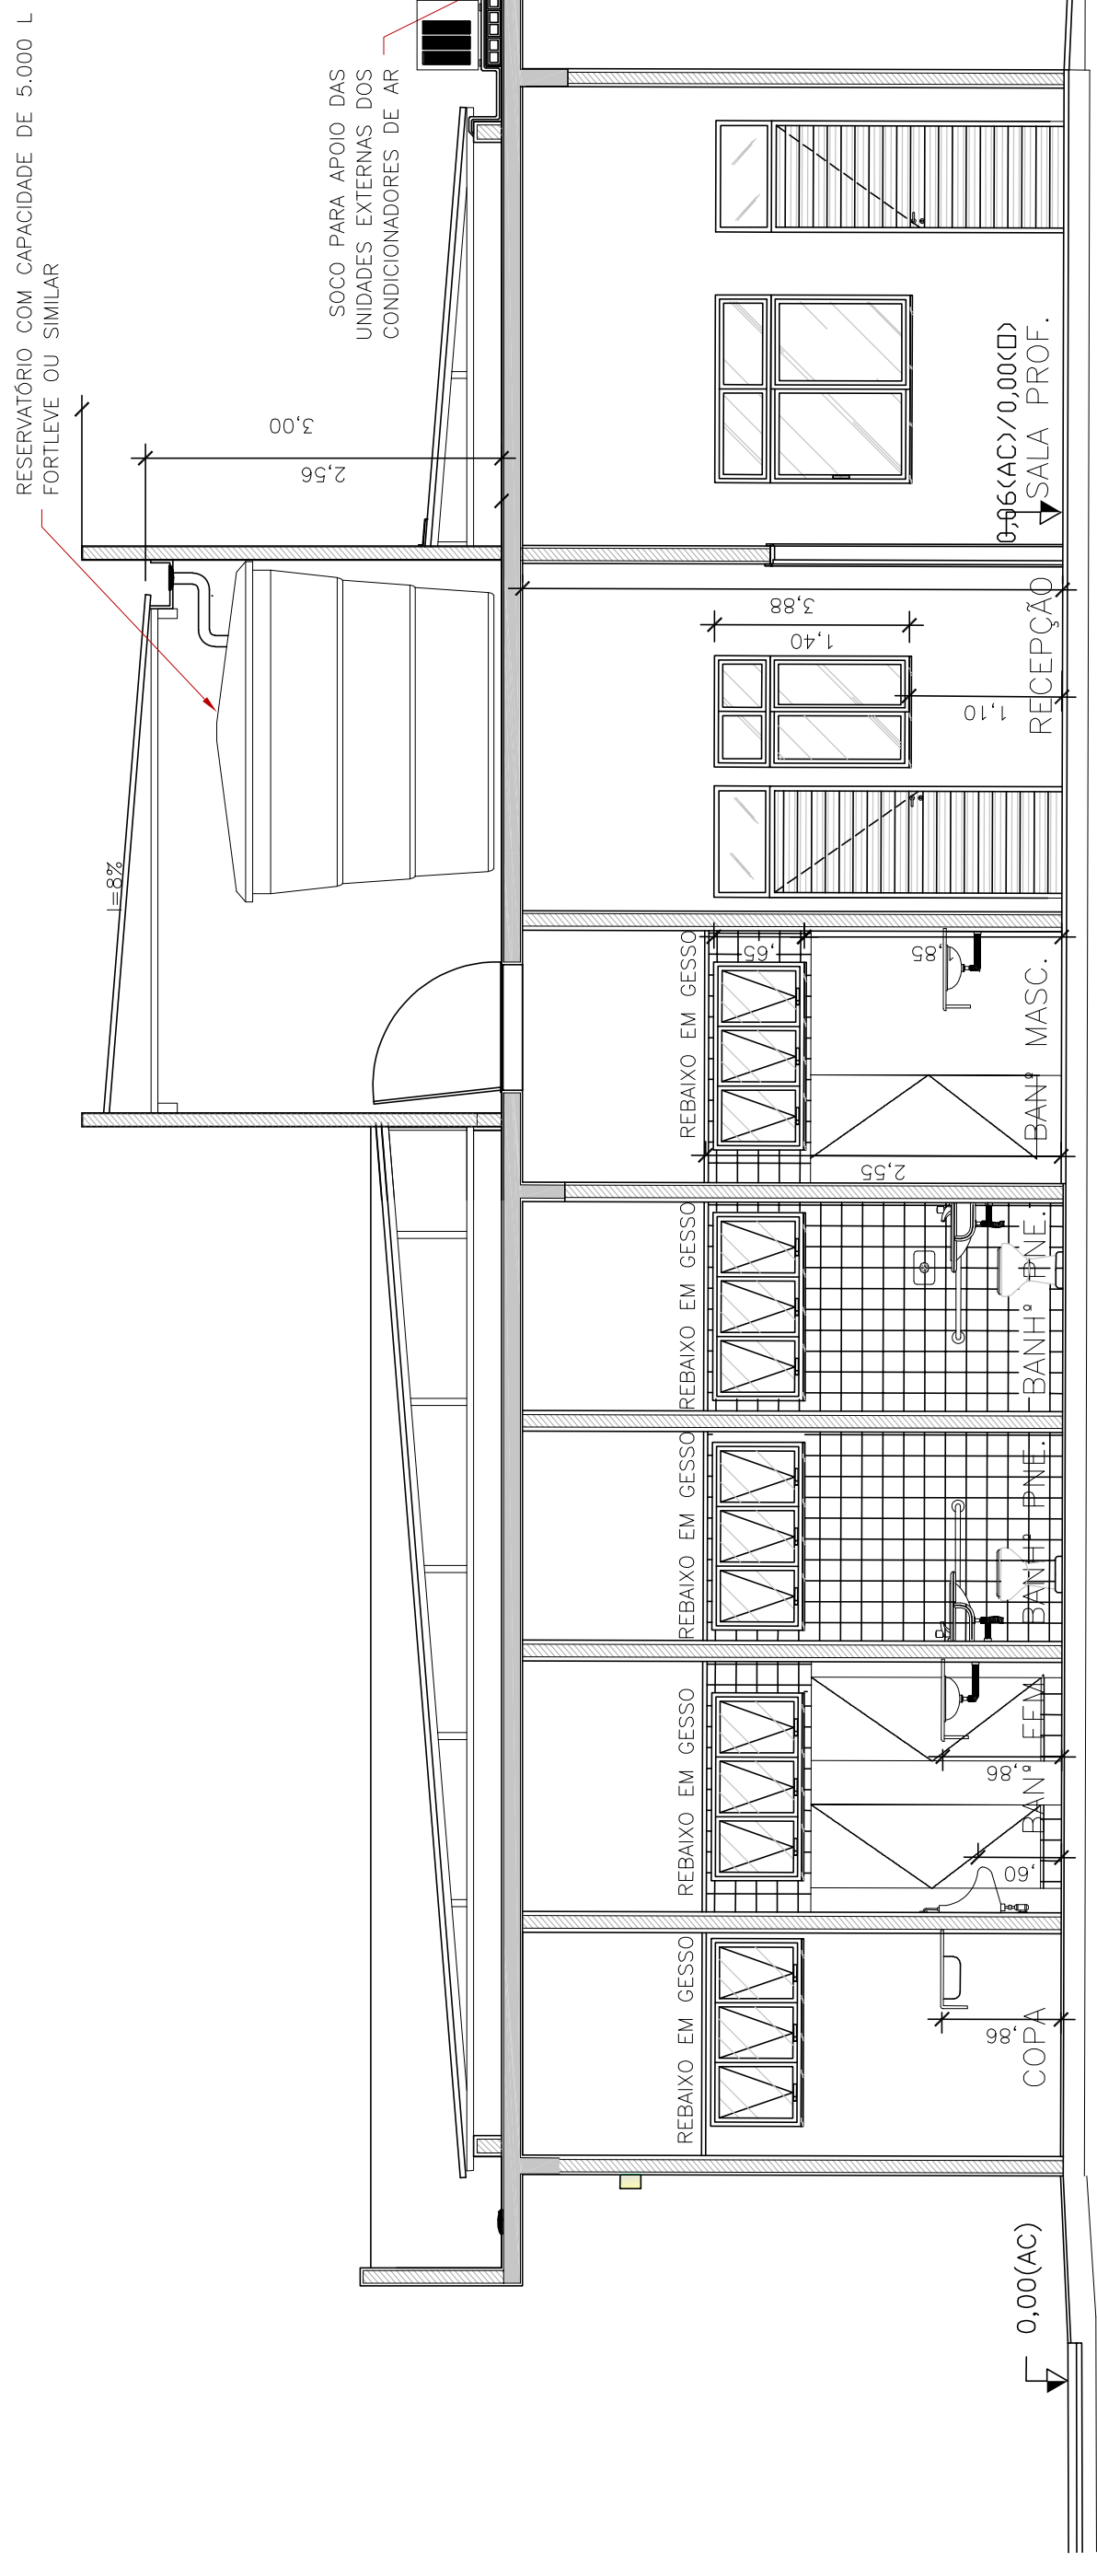 RESERVATÓRIO COM CAPACIDADE DE 5.000 L
FORTLEVE OU SIMILAR
SOCO PARA APOIO DAS
UNIDADES EXTERNAS DOS
CONDICIONADORES DE AR
3,00
2,56
I=8%
3,88
1,40
1,10
0,06(AC)/0,00(O)
SALA PROF.
RECEPÇÃO
REBAIXO EM GESSO
,65
1,85
2,55
BANº MASC.
REBAIXO EM GESSO
BANHº PNE.
REBAIXO EM GESSO
BANHº PNE.
REBAIXO EM GESSO
,86
,60
BANº FEM.
REBAIXO EM GESSO
,86
COPA
0,00(AC)